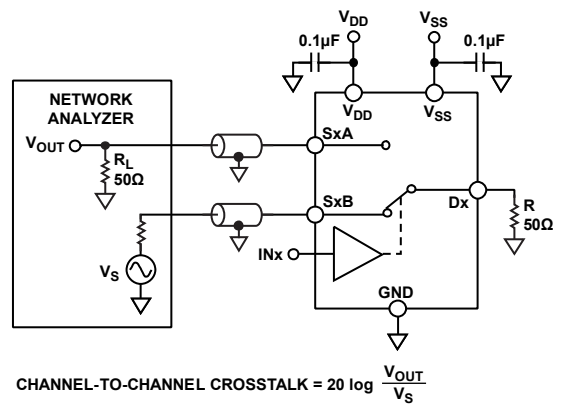 VDD
VSS
0.1µF
0.1µF
NETWORK
ANALYZER
VDD
VSS
VOUT
RL
50Ω
SxA
SxB
Dx
R
50Ω
VS
INx
GND
CHANNEL-TO-CHANNEL CROSSTALK = 20 log VOUT
VS